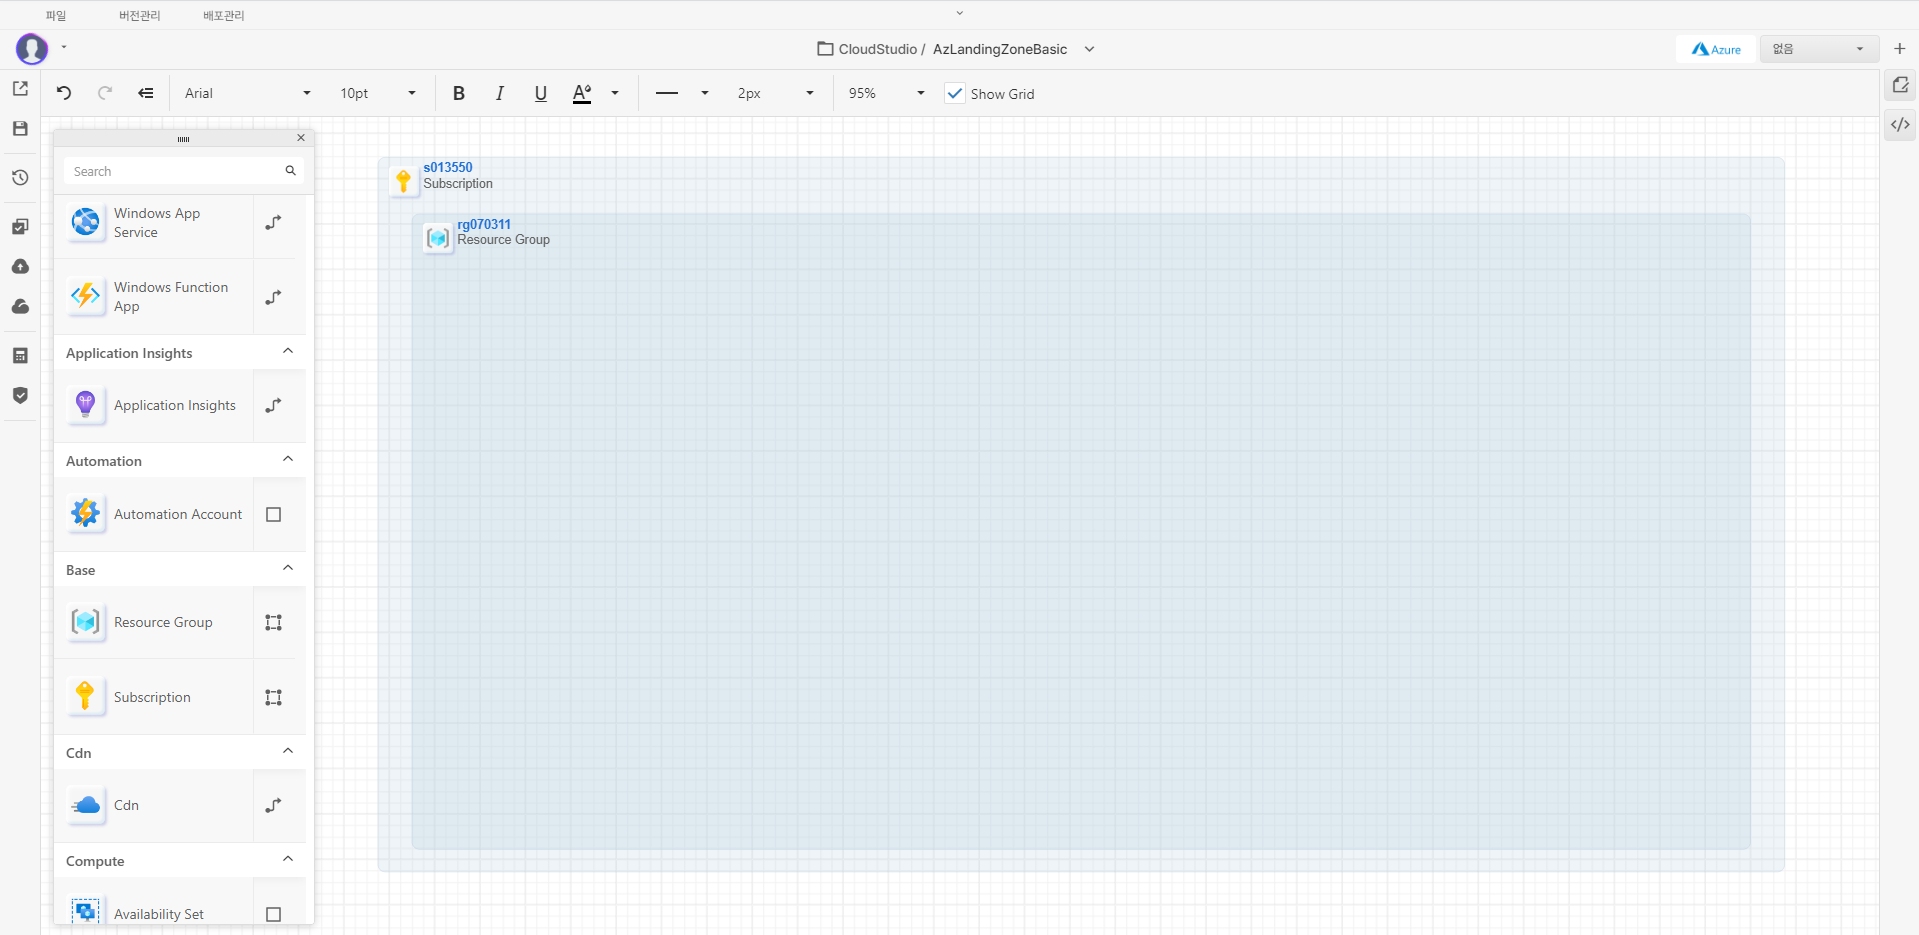 파일 버전관리 배포관리
CloudStudio / AzLandingZoneBasic
Azure 없음
Arial 10pt B I U A 2px 95% Show Grid
Search
Windows App
Service
Windows Function
App
Application Insights
Application Insights
Automation
Automation Account
Base
Resource Group
Subscription
Cdn
Cdn
Compute
Availability Set
s013550
Subscription
rg070311
Resource Group